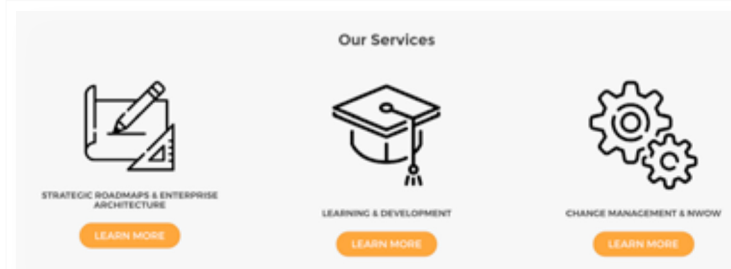 Our Services
STRATEGIC ROADMAPS & ENTERPRISE
ARCHITECTURE
LEARN MORE
LEARNING & DEVELOPMENT
LEARN MORE
CHANGE MANAGEMENT & NWOW
LEARN MORE